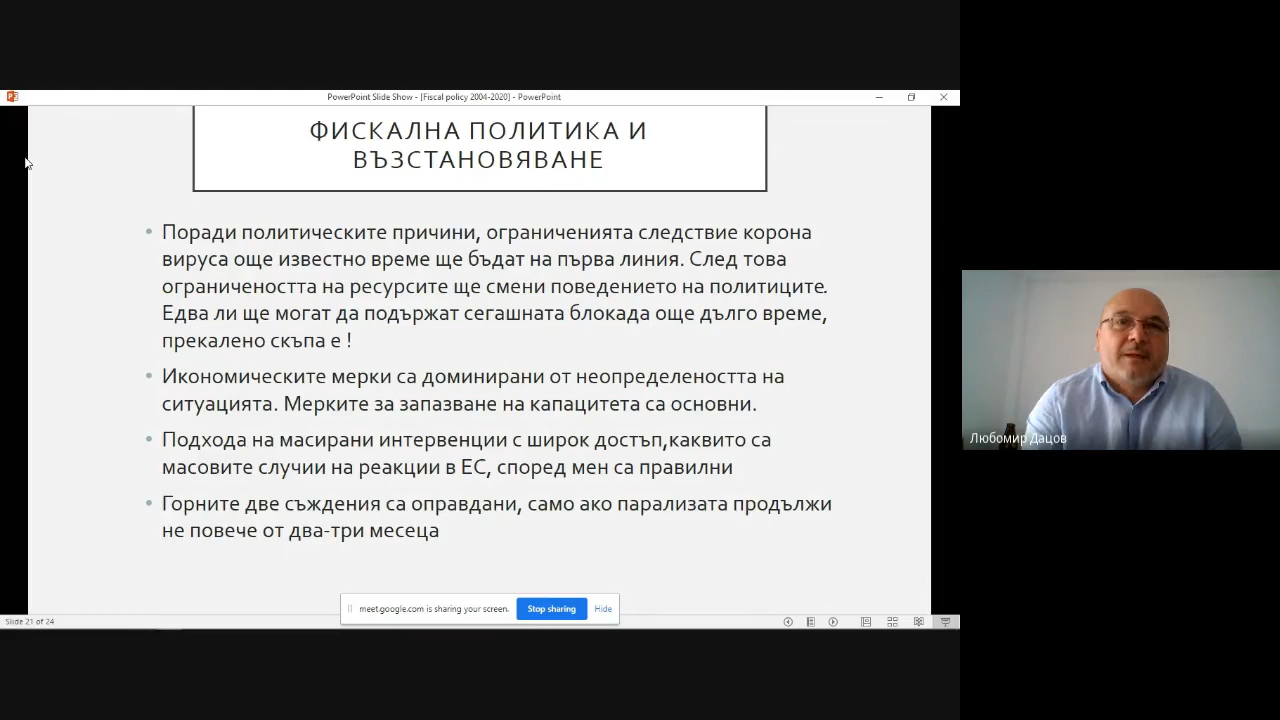 PowerPoint Slide Show - [Fiscal policy 2004-2020] - PowerPoint
ФИСКАЛНА ПОЛИТИКА И
ВЪЗСТАНОВЯВАНЕ
• Поради политическите причини, ограниченията следствие корона
вируса още известно време ще бъдат на първа линия. След това
ограничеността на ресурсите ще смени поведението на политиците.
Едва ли ще могат да подържат сегашната блокада още дълго време,
прекалено скъпа е !
• Икономическите мерки са доминирани от неопределеността на
ситуацията. Мерките за запазване на капацитета са основни.
• Подхода на масирани интервенции с широк достъп,каквито са
масовите случии на реакции в ЕС, според мен са правилни
• Горните две съждения са оправдани, само ако парализата продължи
не повече от два-три месеца
meet.google.com is sharing your screen.
Stop sharing
Hide
Slide 21 of 24
Любомир Дацов